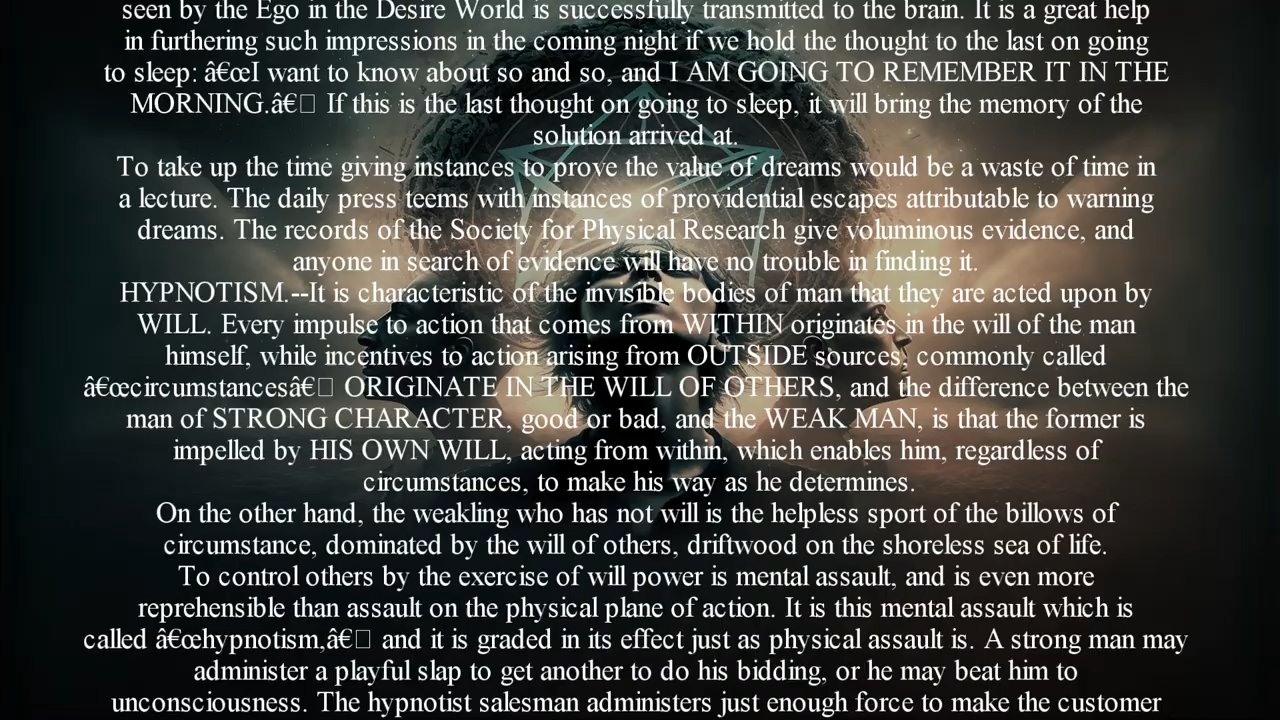 seen by the Ego in the Desire World is successfully transmitted to the brain. It is a great help
in furthering such impressions in the coming night if we hold the thought to the last on going
to sleep: â€œI want to know about so and so, and I AM GOING TO REMEMBER IT IN THE
MORNING.â€□ If this is the last thought on going to sleep, it will bring the memory of the
solution arrived at.
To take up the time giving instances to prove the value of dreams would be a waste of time in
a lecture. The daily press teems with instances of providential escapes attributable to warning
dreams. The records of the Society for Physical Research give voluminous evidence, and
anyone in search of evidence will have no trouble in finding it.
HYPNOTISM.--It is characteristic of the invisible bodies of man that they are acted upon by
WILL. Every impulse to action that comes from WITHIN originates in the will of the man
himself, while incentives to action arising from OUTSIDE sources, commonly called
â€œcircumstancesâ€□ ORIGINATE IN THE WILL OF OTHERS, and the difference between the
man of STRONG CHARACTER, good or bad, and the WEAK MAN, is that the former is
impelled by HIS OWN WILL, acting from within, which enables him, regardless of
circumstances, to make his way as he determines.
On the other hand, the weakling who has not will is the helpless sport of the billows of
circumstance, dominated by the will of others, driftwood on the shoreless sea of life.
To control others by the exercise of will power is mental assault, and is even more
reprehensible than assault on the physical plane of action. It is this mental assault which is
called â€œhypnotism,â€□ and it is graded in its effect just as physical assault is. A strong man may
administer a playful slap to get another to do his bidding, or he may beat him to
unconsciousness. The hypnotist salesman administers just enough force to make the customer